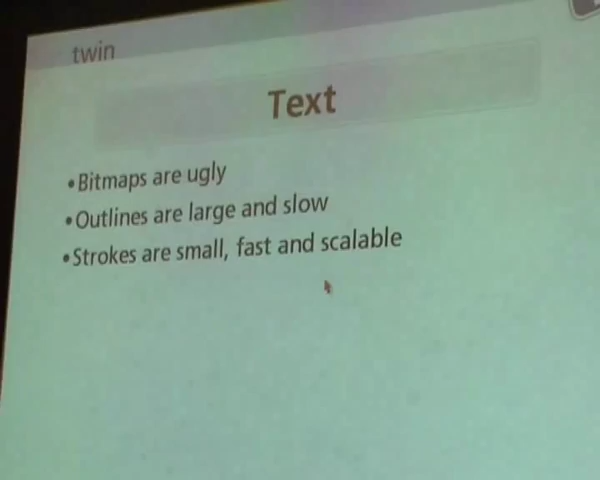 twin
Text
•Bitmaps are ugly
•Outlines are large and slow
•Strokes are small, fast and scalable